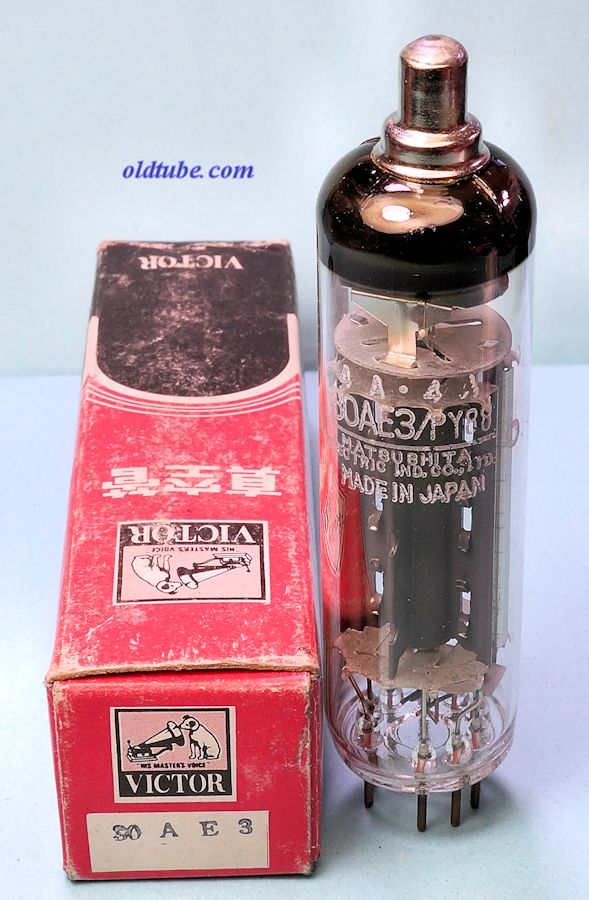 oldtube.com
VICTOR
真空管
VICTOR
HIS MASTER'S VOICE
"HIS MASTER'S VOICE"
VICTOR
30 A E 3
30AE3/PY88
MATSUSHITA
ELECTRIC IND. CO., LTD.
MADE IN JAPAN